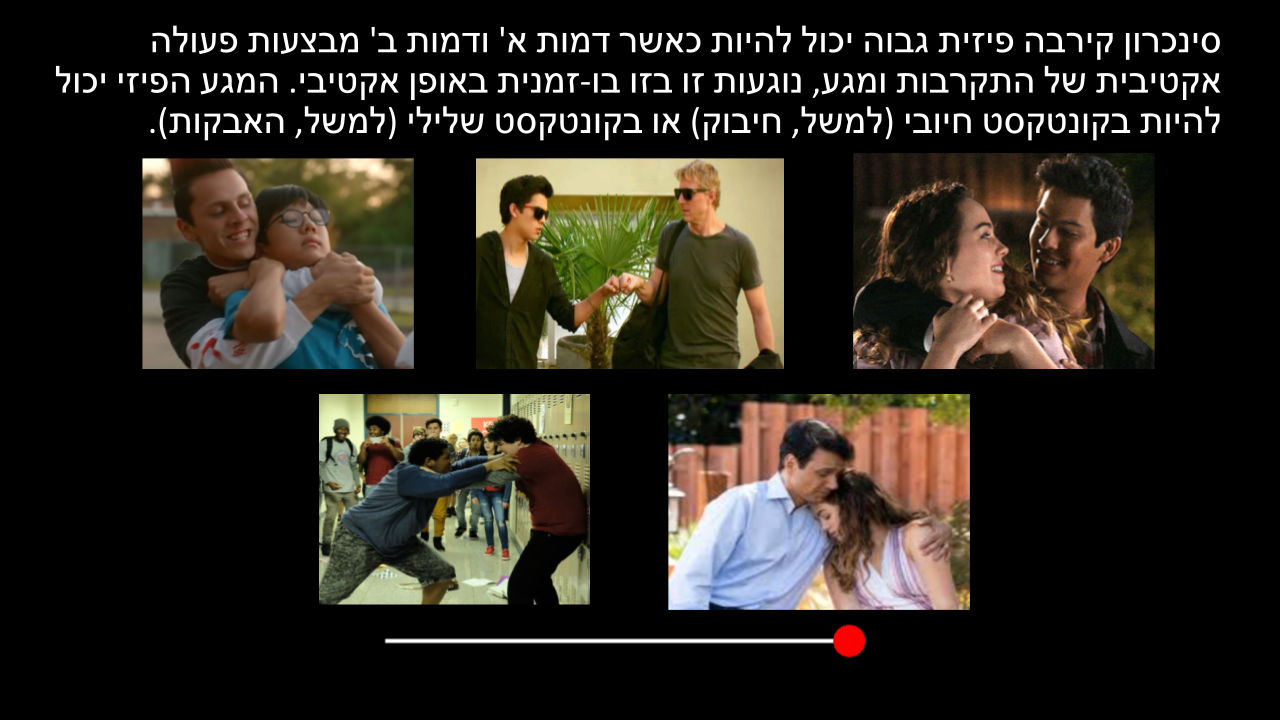 סינכרון קירבה פיזית גבוה יכול להיות כאשר דמות א' ודמות ב' מבצעות פעולה
אקטיבית של התקרבות ומגע, נוגעות זו בזו בו-זמנית באופן אקטיבי. המגע הפיזי יכול
להיות בקונטקסט חיובי (למשל, חיבוק) או בקונטקסט שלילי (למשל, האבקות).